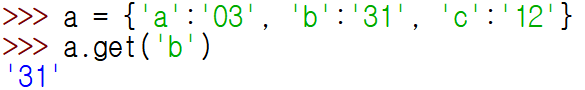 >>> a = {'a':'03', 'b':'31', 'c':'12'}
>>> a.get('b')
'31'